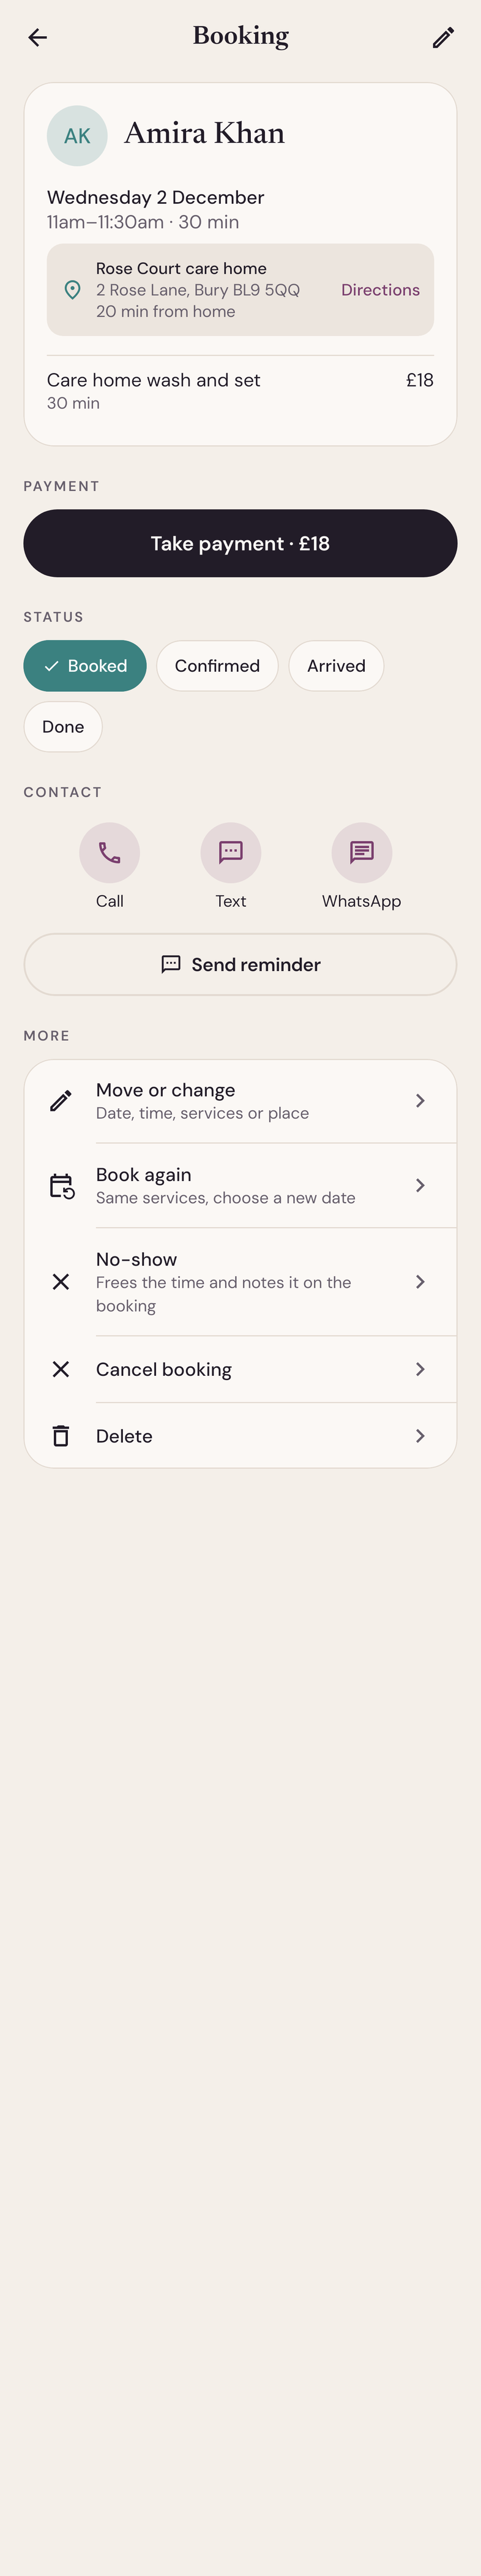 Booking
AK
Amira Khan
Wednesday 2 December
11am–11:30am · 30 min
Rose Court care home
2 Rose Lane, Bury BL9 5QQ
20 min from home
Directions
Care home wash and set
£18
30 min
PAYMENT
Take payment · £18
STATUS
Booked
Confirmed
Arrived
Done
CONTACT
Call
Text
WhatsApp
Send reminder
MORE
Move or change
Date, time, services or place
Book again
Same services, choose a new date
No-show
Frees the time and notes it on the
booking
Cancel booking
Delete